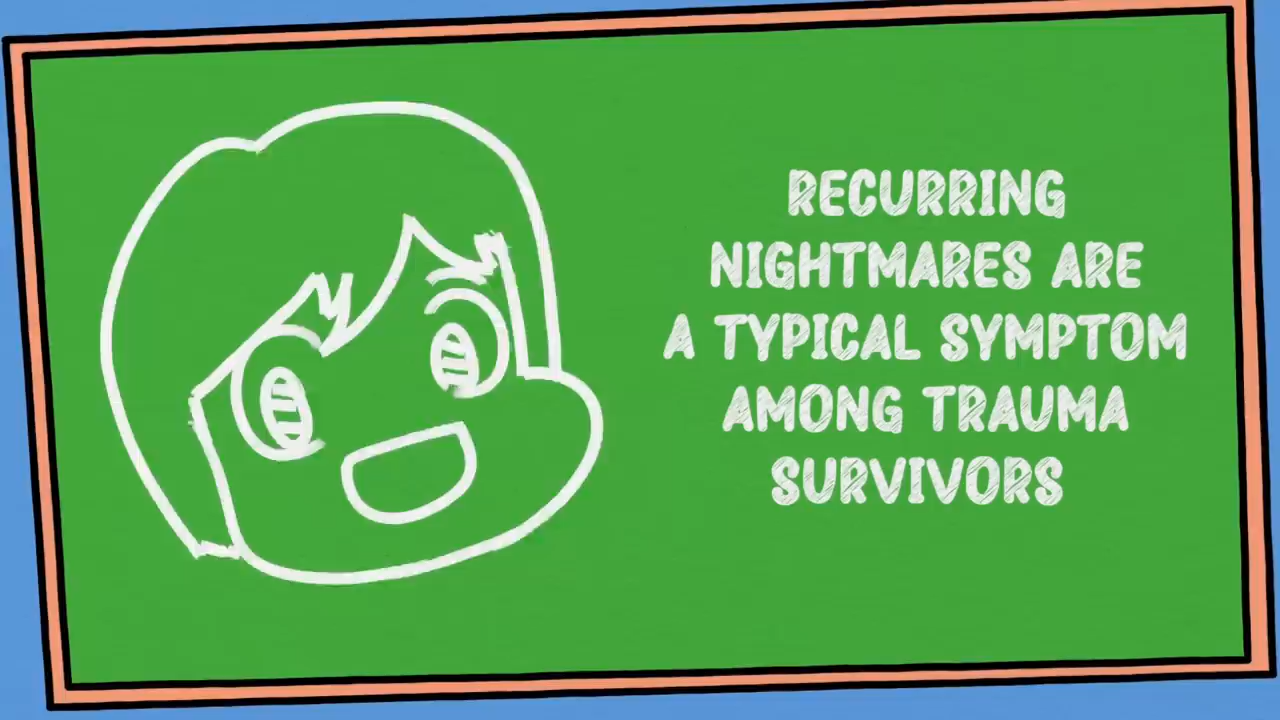 RECURRING
NIGHTMARES ARE
A TYPICAL SYMPTOM
AMONG TRAUMA
SURVIVORS